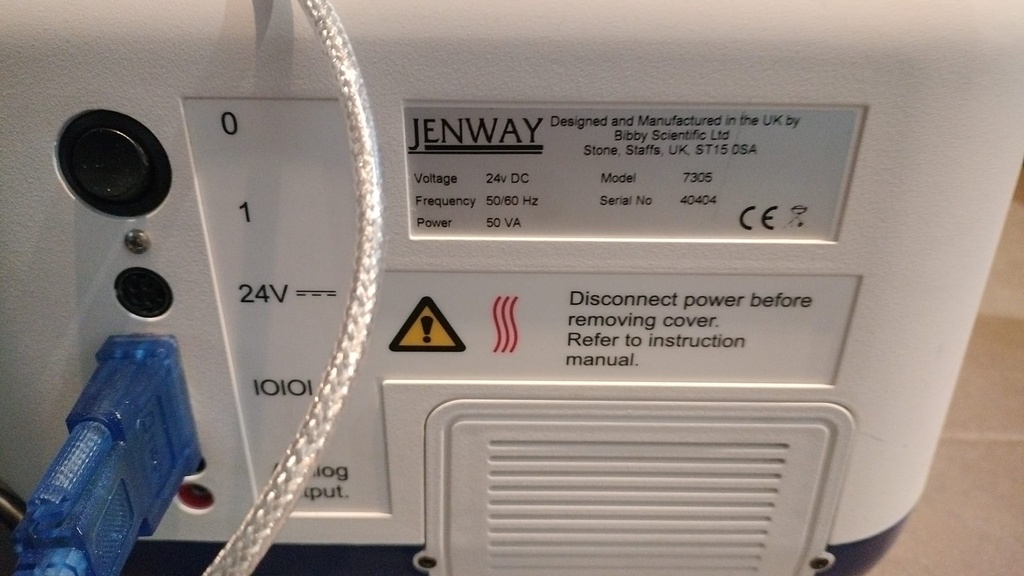 0
1
24V
IOIOI
JENWAY
Designed and Manufactured in the UK by
Bibby Scientific Ltd
Stone, Staffs, UK, ST15 0SA
Voltage 24v DC Model 7305
Frequency 50/60 Hz Serial No 40404
Power 50 VA
CE
Disconnect power before
removing cover.
Refer to instruction
manual.